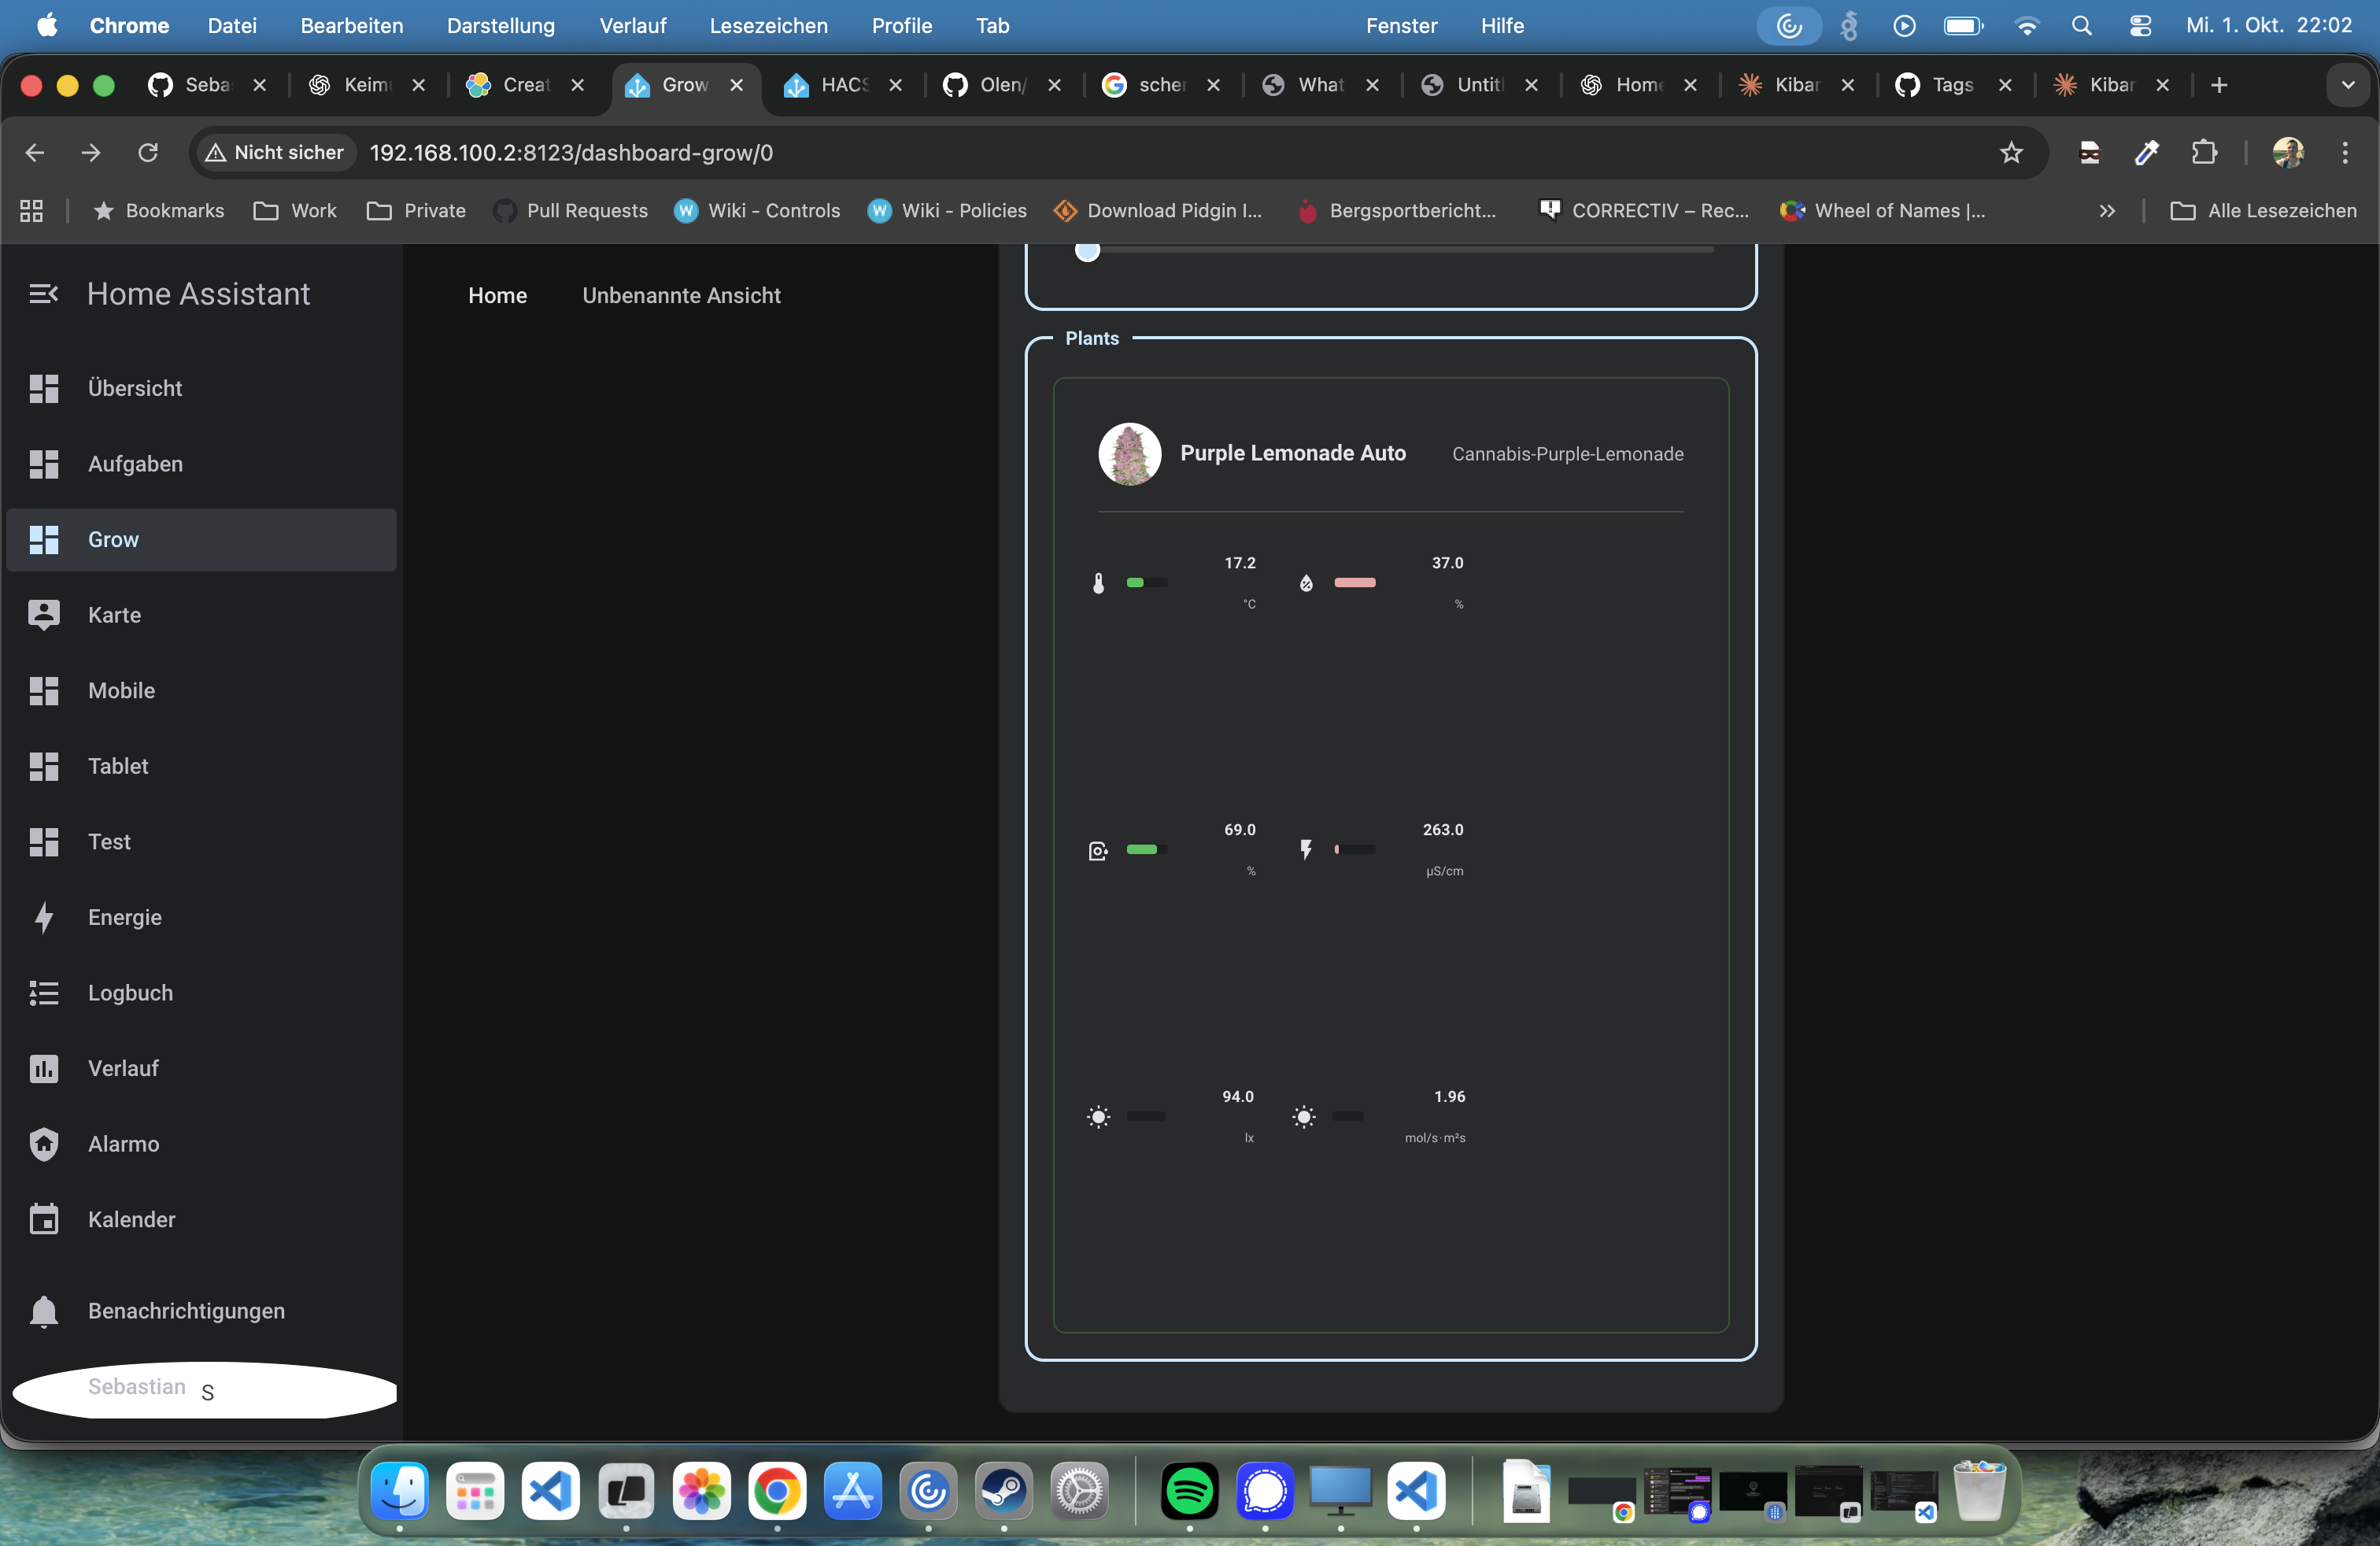 Chrome Datei Bearbeiten Darstellung Verlauf Lesezeichen Profile Tab Fenster Hilfe Mi. 1. Okt. 22:02
Seba Keim Creat Grow HACS Olen/ scher What Untitl Home Kibar Tags Kibar
Nicht sicher 192.168.100.2:8123/dashboard-grow/0
Bookmarks Work Private Pull Requests Wiki - Controls Wiki - Policies Download Pidgin I... Bergsportbericht... CORRECTIV – Rec... Wheel of Names |... Alle Lesezeichen
Home Assistant
Home Unbenannte Ansicht
Übersicht
Aufgaben
Grow
Karte
Mobile
Tablet
Test
Energie
Logbuch
Verlauf
Alarmo
Kalender
Benachrichtigungen
Sebastian S
Plants
Purple Lemonade Auto Cannabis-Purple-Lemonade
17.2 37.0
°C %
69.0 263.0
% µS/cm
94.0 1.96
lx mol/s·m²s